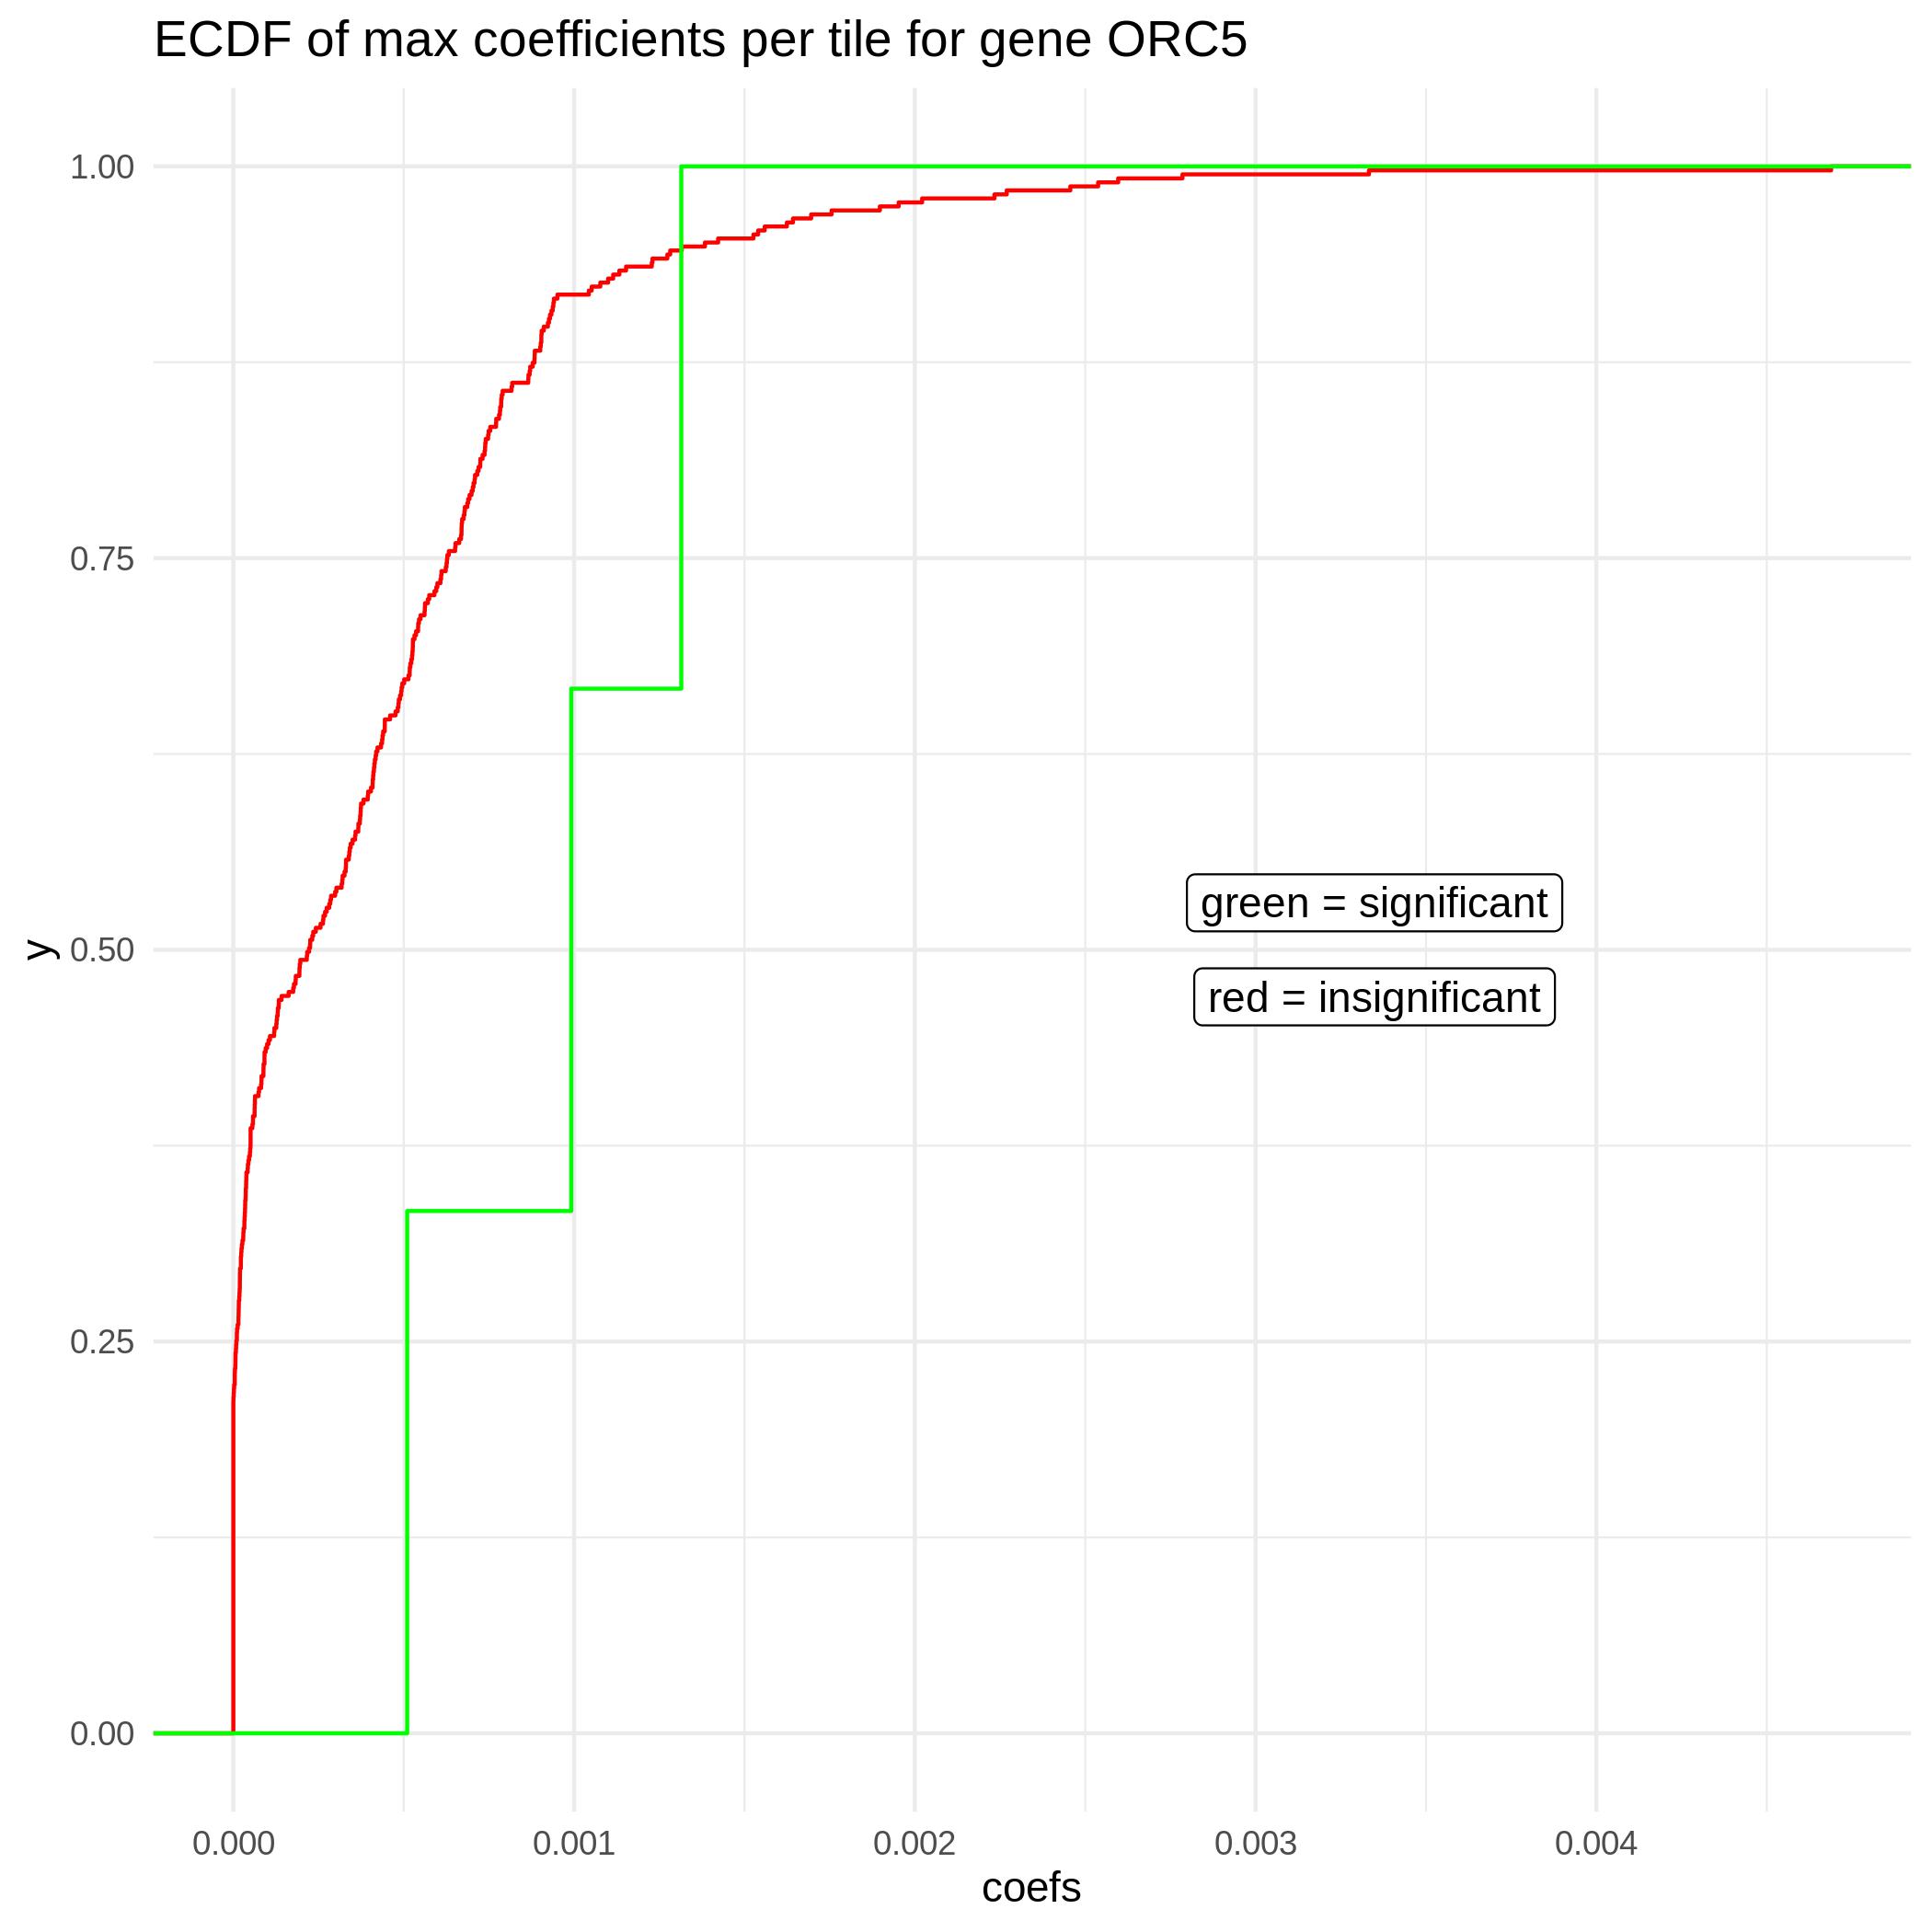 ECDF of max coefficients per tile for gene ORC5
1.00
0.75
0.50
0.25
0.00
y
green = significant
red = insignificant
0.000 0.001 0.002 0.003 0.004
coefs